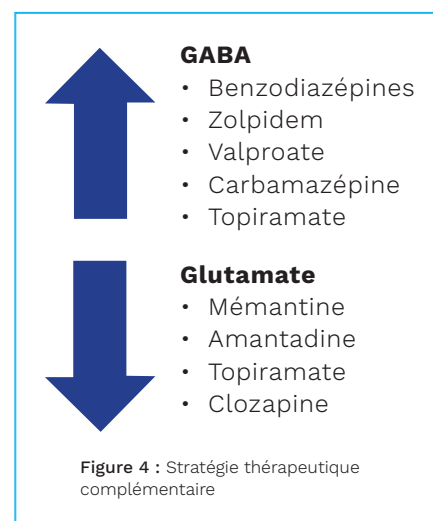 GABA
• Benzodiazépines
• Zolpidem
• Valproate
• Carbamazépine
• Topiramate
Glutamate
• Mémantine
• Amantadine
• Topiramate
• Clozapine
Figure 4 : Stratégie thérapeutique
complémentaire